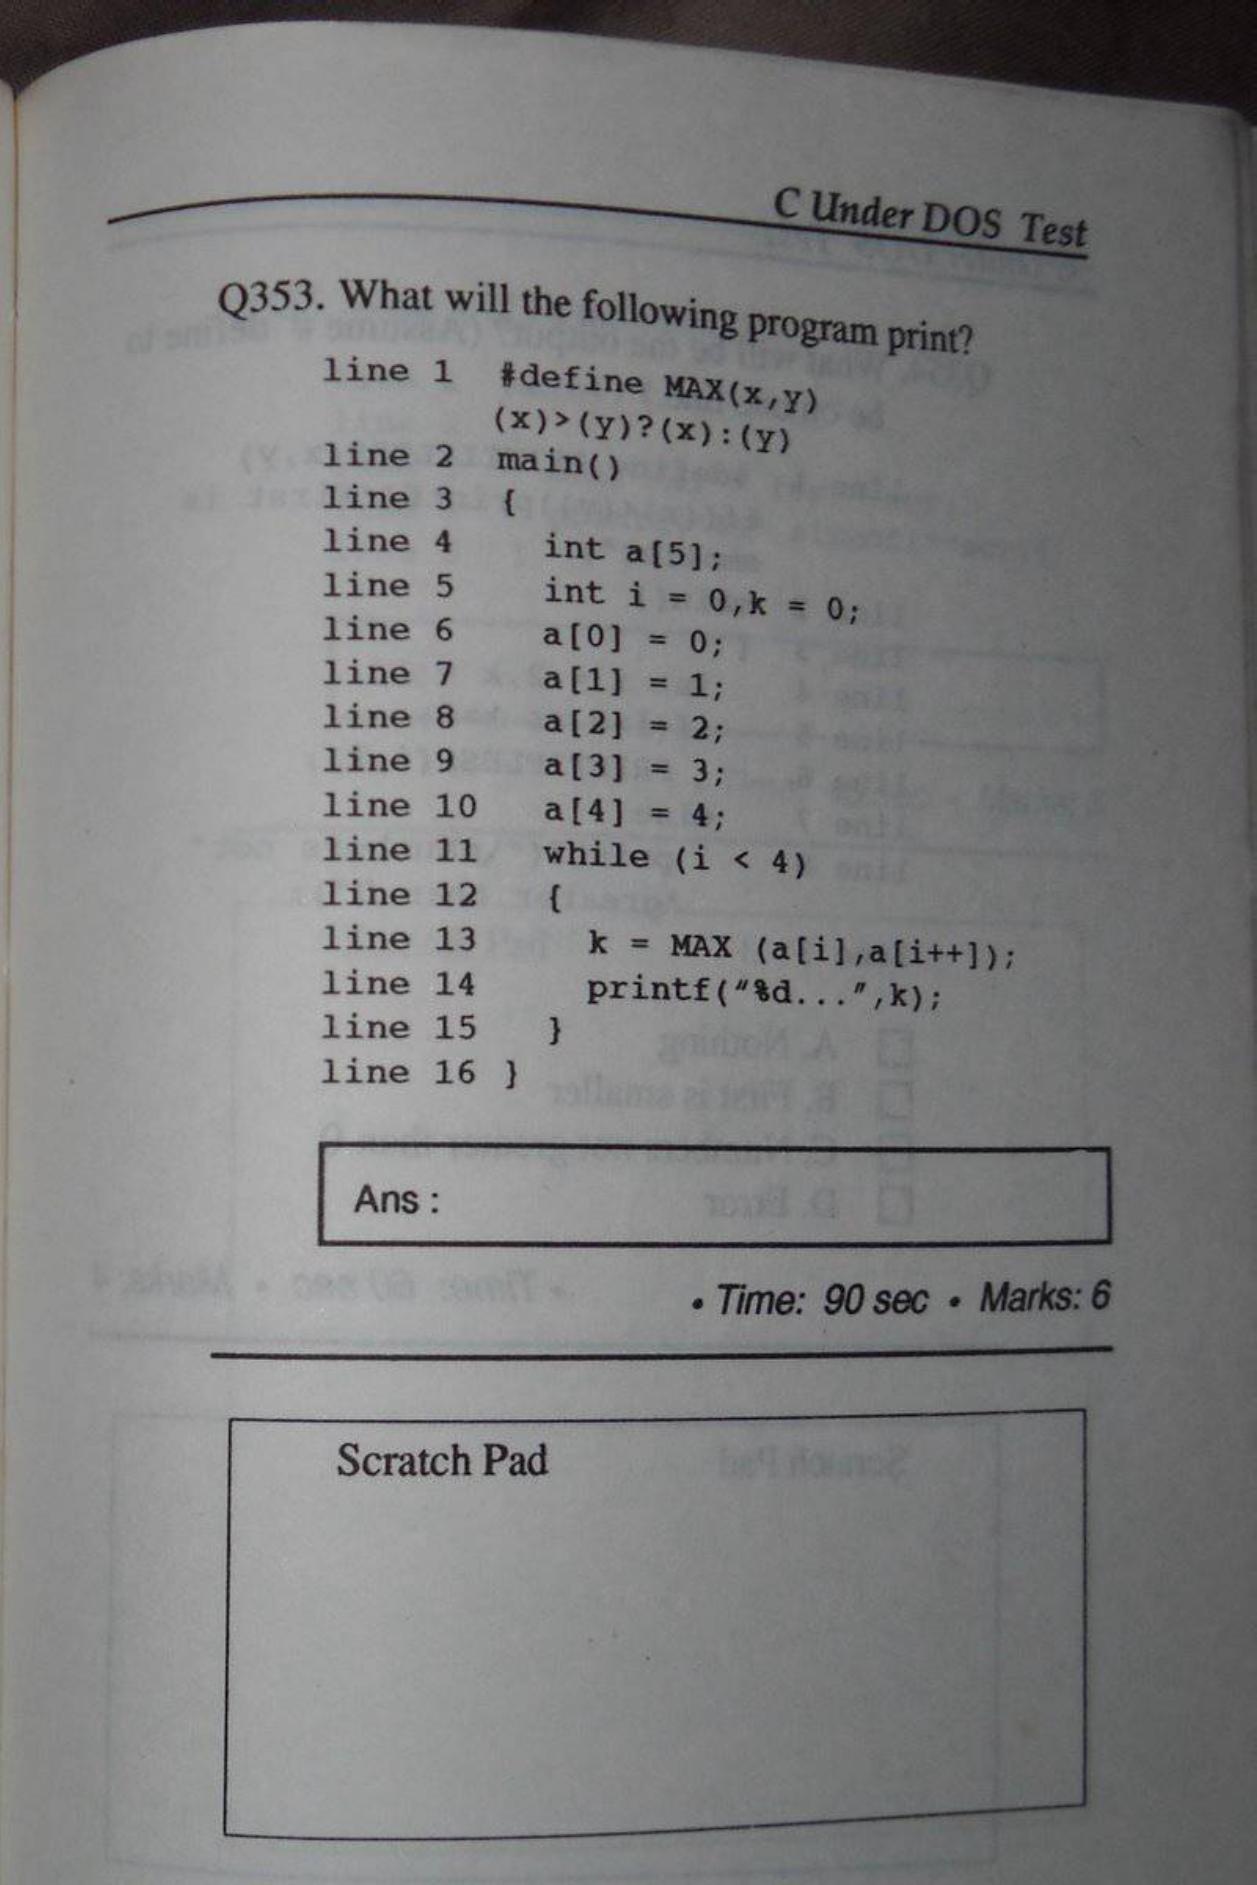 C Under DOS Test
Q353. What will the following program print?
line 1 #define MAX(x,y)
(x)>(y)?(x):(y)
line 2 main()
line 3 {
line 4 int a[5];
line 5 int i = 0,k = 0;
line 6 a[0] = 0;
line 7 a[1] = 1;
line 8 a[2] = 2;
line 9 a[3] = 3;
line 10 a[4] = 4;
line 11 while (i < 4)
line 12 {
line 13 k = MAX (a[i],a[i++]);
line 14 printf("%d...",k);
line 15 }
line 16 }
Ans :
• Time: 90 sec • Marks: 6
Scratch Pad